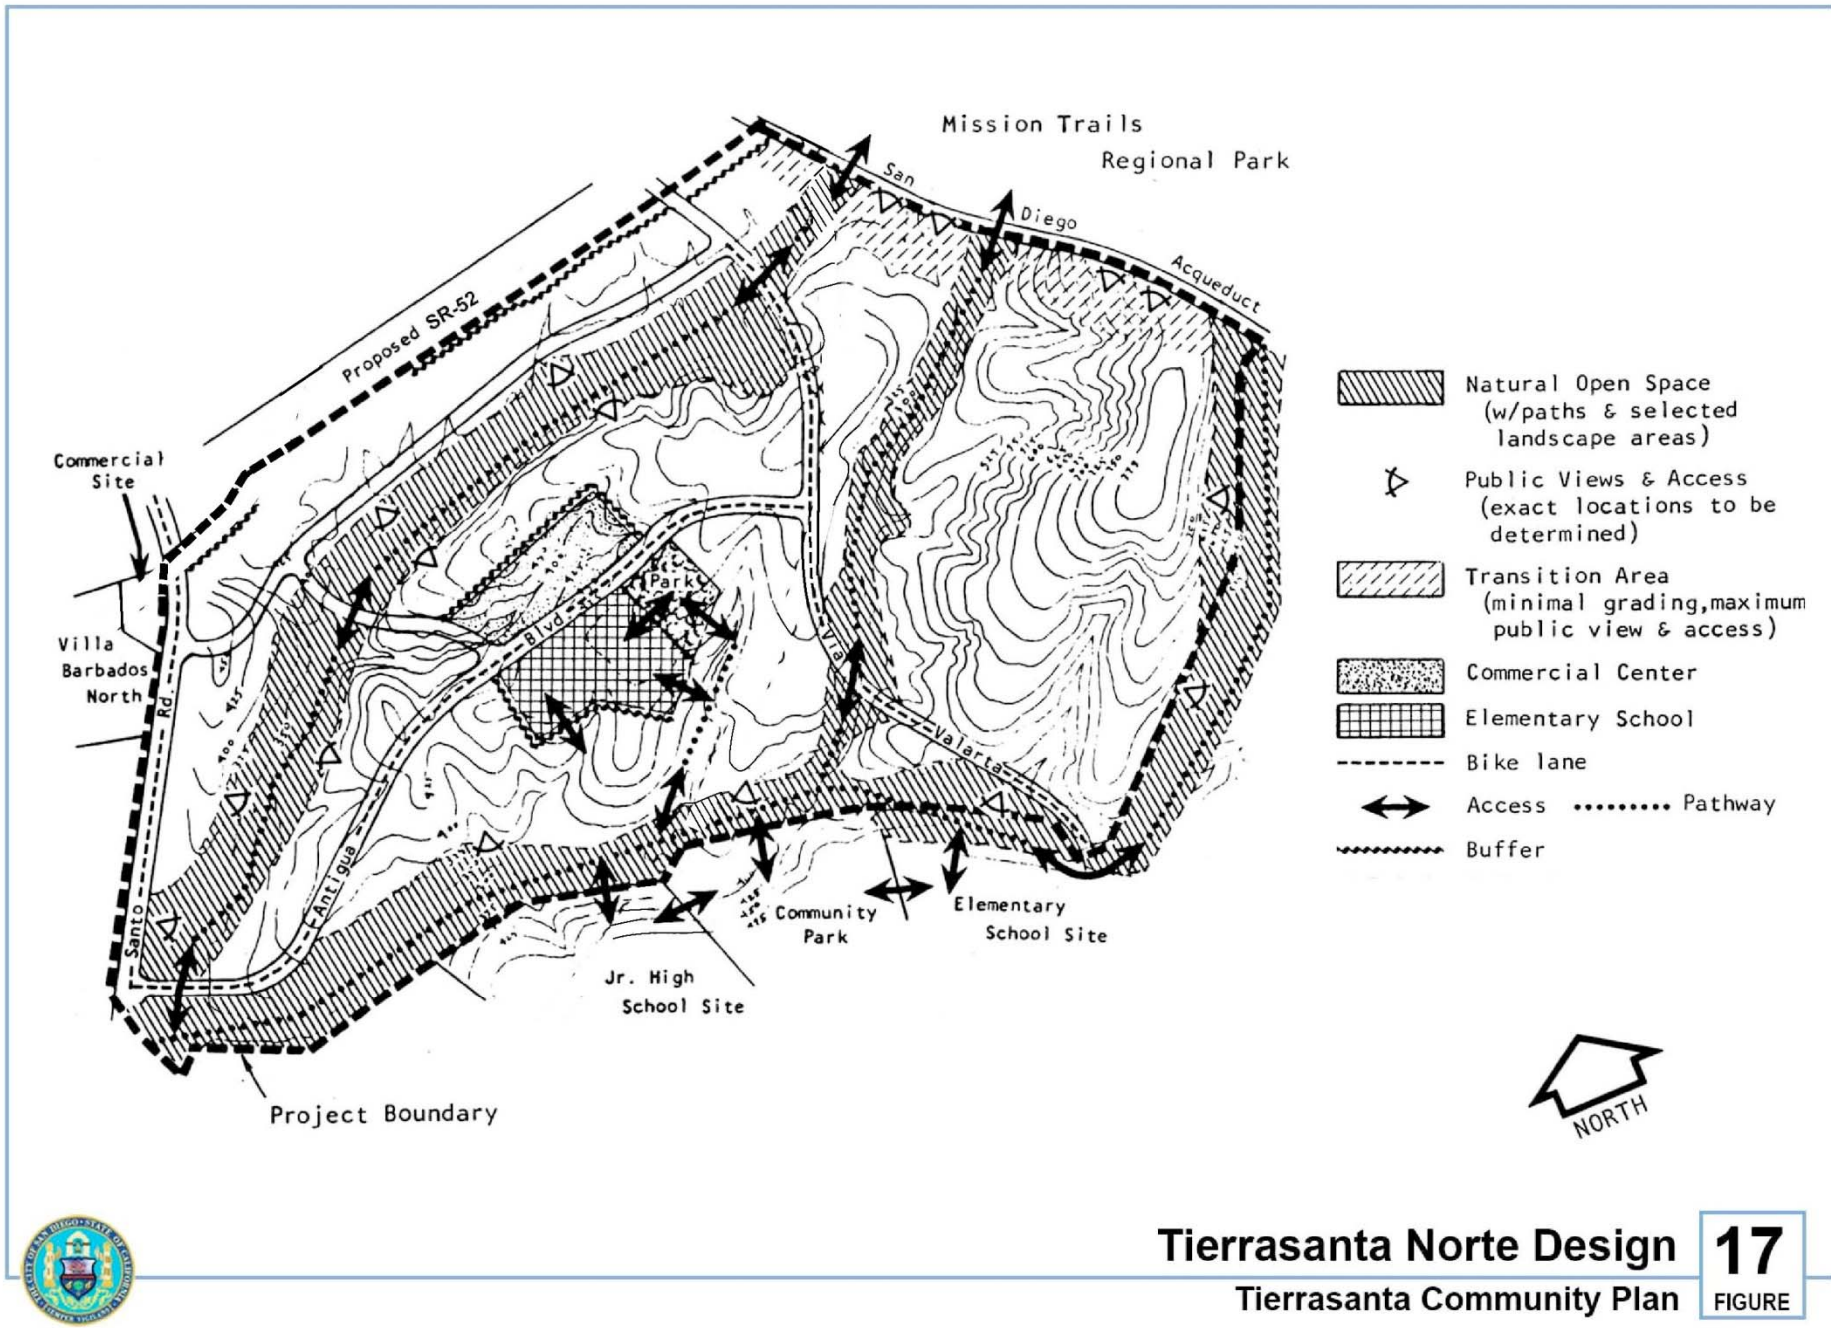 Mission Trails
Regional Park
San
Diego
Acqueduct
Proposed SR-52
Commercial
Site
Villa
Barbados
North
Santo
Rd.
Antigua
Blvd.
Park
Via
Valarta
Community
Park
Elementary
School Site
Jr. High
School Site
Project Boundary
Natural Open Space
(w/paths & selected
landscape areas)
Public Views & Access
(exact locations to be
determined)
Transition Area
(minimal grading,maximum
public view & access)
Commercial Center
Elementary School
Bike lane
Access
Pathway
Buffer
NORTH
Tierrasanta Norte Design
Tierrasanta Community Plan
17
FIGURE